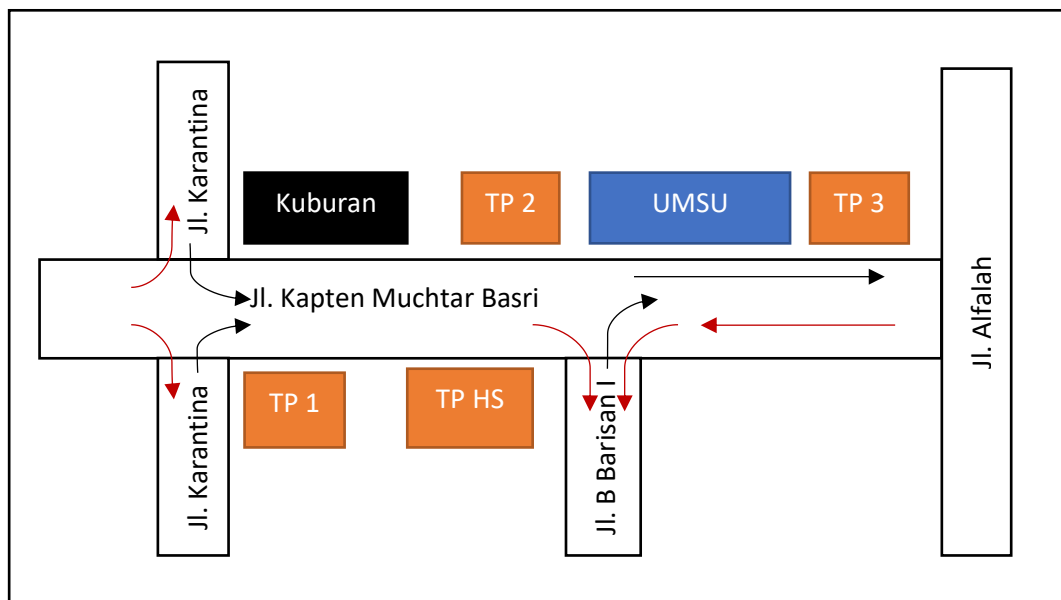 Jl. Karantina
Kuburan
TP 2
UMSU
TP 3
Jl. Kapten Muchtar Basri
Jl. Alfalah
Jl. Karantina
TP 1
TP HS
Jl. B Barisan I